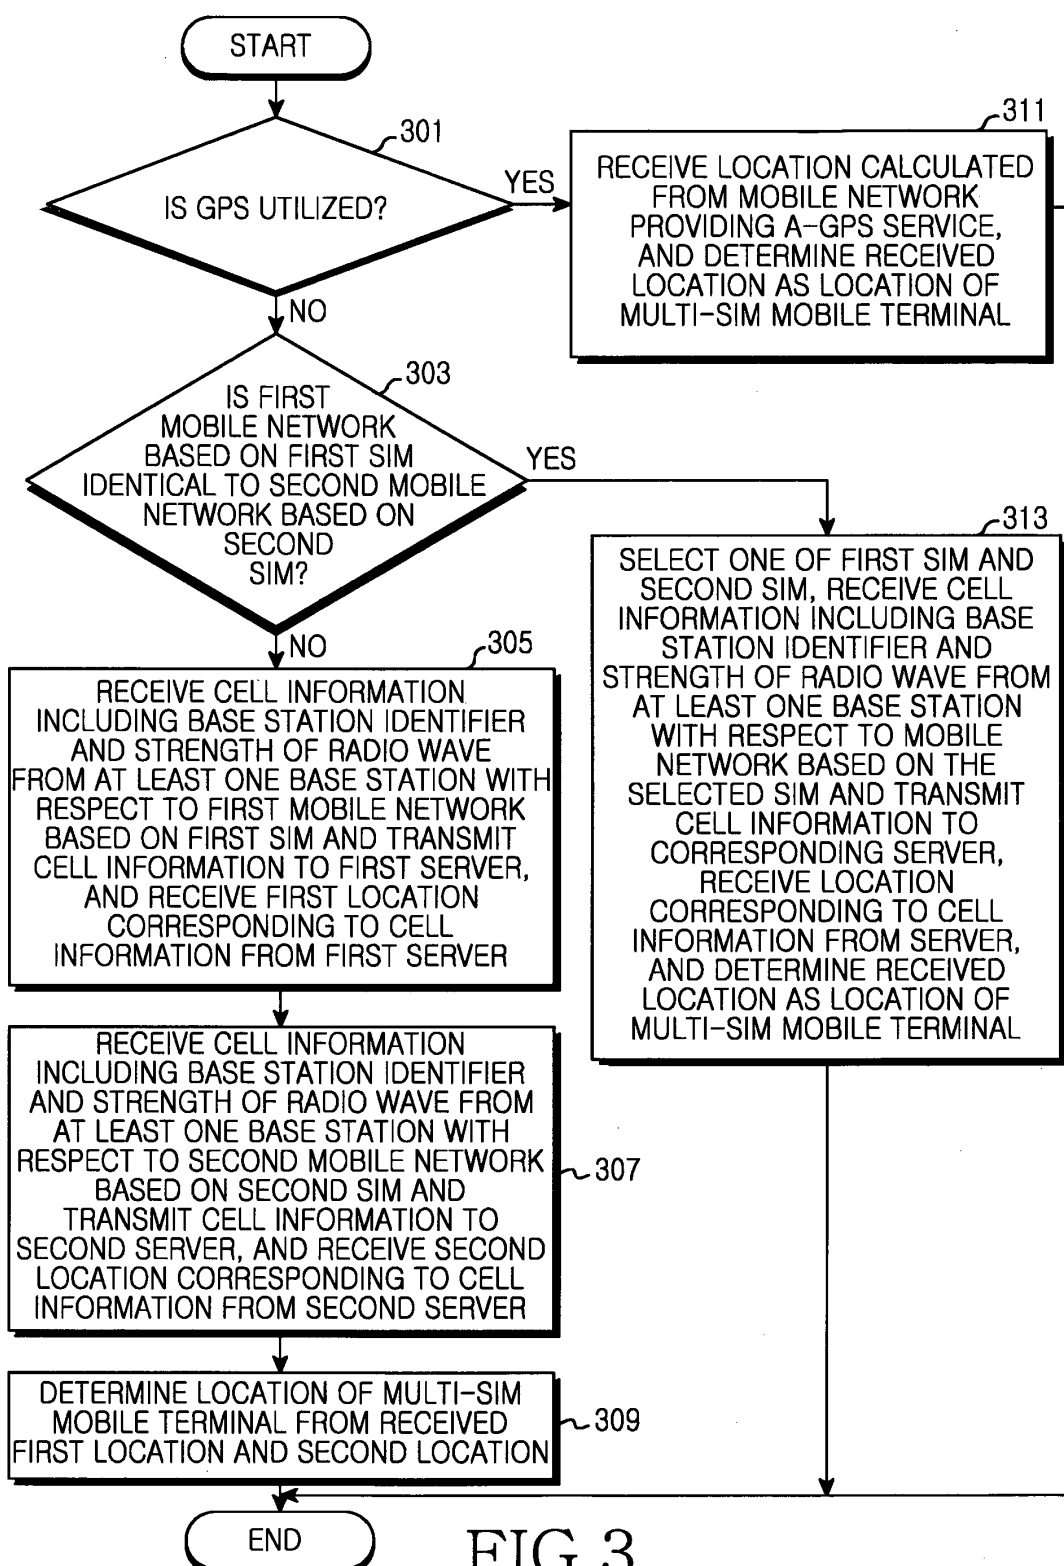 START
301
IS GPS UTILIZED?
YES
311
RECEIVE LOCATION CALCULATED
FROM MOBILE NETWORK
PROVIDING A-GPS SERVICE,
AND DETERMINE RECEIVED
LOCATION AS LOCATION OF
MULTI-SIM MOBILE TERMINAL
NO
303
IS FIRST
MOBILE NETWORK
BASED ON FIRST SIM
IDENTICAL TO SECOND MOBILE
NETWORK BASED ON
SECOND
SIM?
YES
313
SELECT ONE OF FIRST SIM AND
SECOND SIM, RECEIVE CELL
INFORMATION INCLUDING BASE
STATION IDENTIFIER AND
STRENGTH OF RADIO WAVE FROM
AT LEAST ONE BASE STATION
WITH RESPECT TO MOBILE
NETWORK BASED ON THE
SELECTED SIM AND TRANSMIT
CELL INFORMATION TO
CORRESPONDING SERVER,
RECEIVE LOCATION
CORRESPONDING TO CELL
INFORMATION FROM SERVER,
AND DETERMINE RECEIVED
LOCATION AS LOCATION OF
MULTI-SIM MOBILE TERMINAL
NO
305
RECEIVE CELL INFORMATION
INCLUDING BASE STATION IDENTIFIER
AND STRENGTH OF RADIO WAVE
FROM AT LEAST ONE BASE STATION WITH
RESPECT TO FIRST MOBILE NETWORK
BASED ON FIRST SIM AND TRANSMIT
CELL INFORMATION TO FIRST SERVER,
AND RECEIVE FIRST LOCATION
CORRESPONDING TO CELL
INFORMATION FROM FIRST SERVER
RECEIVE CELL INFORMATION
INCLUDING BASE STATION IDENTIFIER
AND STRENGTH OF RADIO WAVE FROM
AT LEAST ONE BASE STATION WITH
RESPECT TO SECOND MOBILE NETWORK
BASED ON SECOND SIM AND
TRANSMIT CELL INFORMATION TO
SECOND SERVER, AND RECEIVE SECOND
LOCATION CORRESPONDING TO CELL
INFORMATION FROM SECOND SERVER
307
DETERMINE LOCATION OF MULTI-SIM
MOBILE TERMINAL FROM RECEIVED
FIRST LOCATION AND SECOND LOCATION
309
END
FIG.3